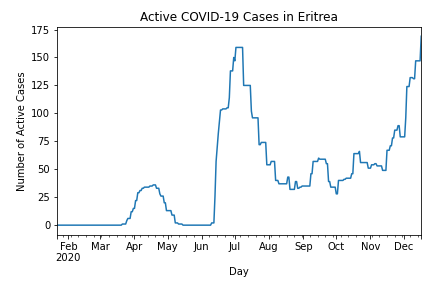 Active COVID-19 Cases in Eritrea
175
150
125
100
75
50
25
0
Number of Active Cases
Feb Mar Apr May Jun Jul Aug Sep Oct Nov Dec
2020
Day